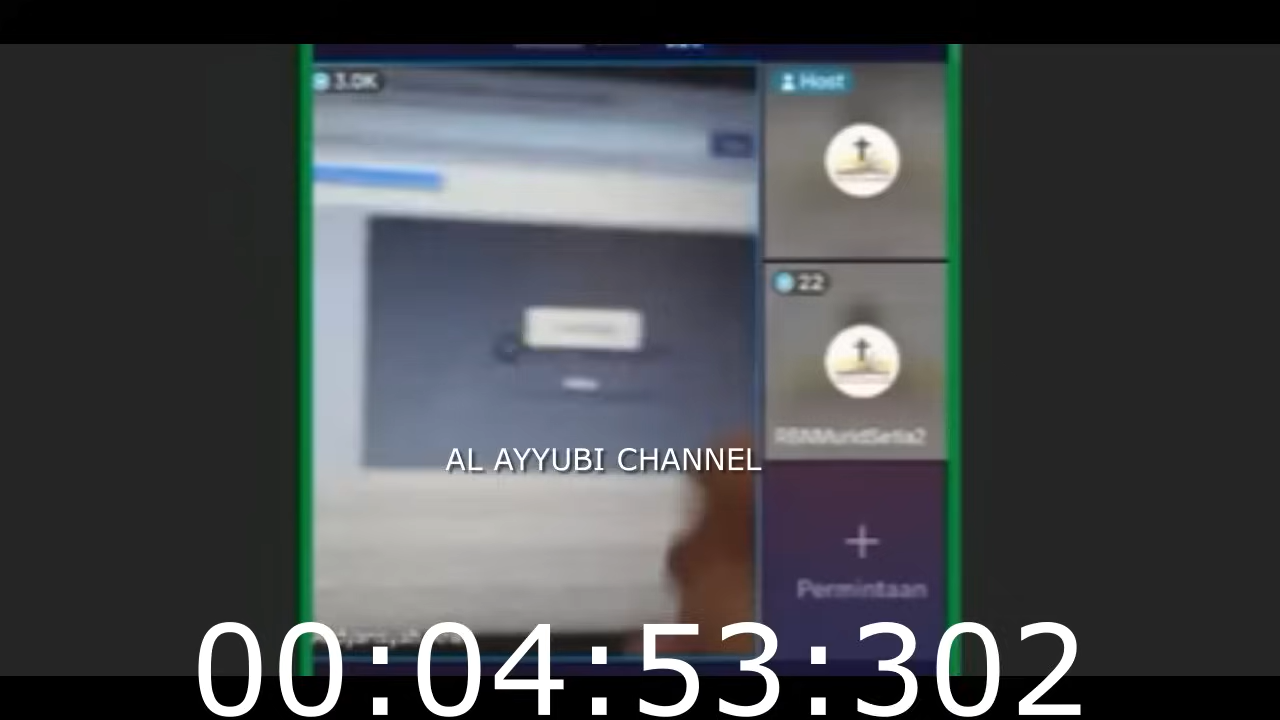 3.0K
Host
22
RBNMuridSetia2
AL AYYUBI CHANNEL
Permintaan
00:04:53:302